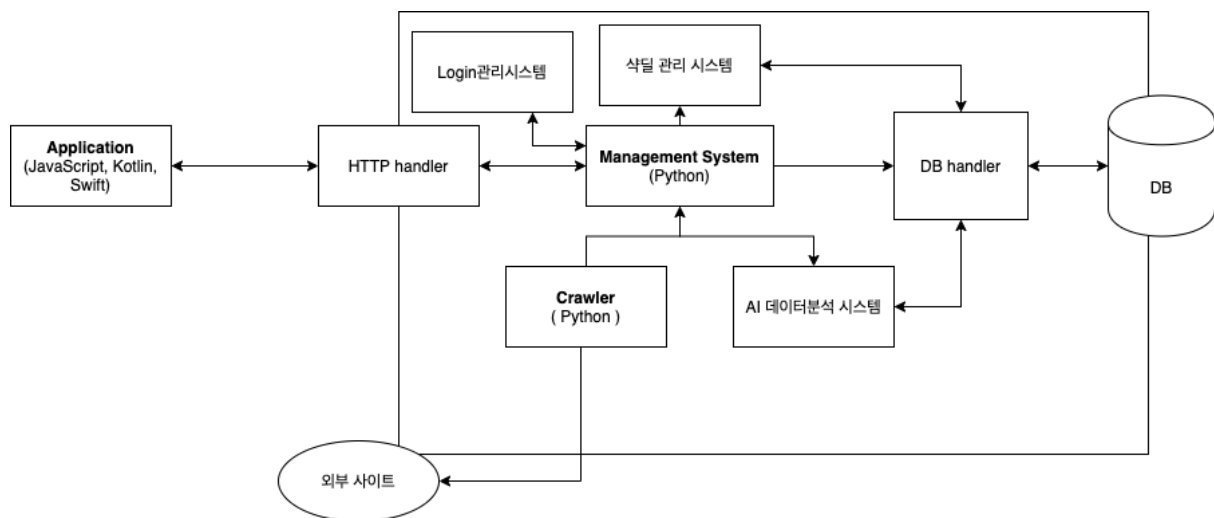 Login관리시스템
샥딜 관리 시스템
Application
(JavaScript, Kotlin,
Swift)
HTTP handler
Management System
(Python)
DB handler
DB
Crawler
( Python )
AI 데이터분석 시스템
외부 사이트